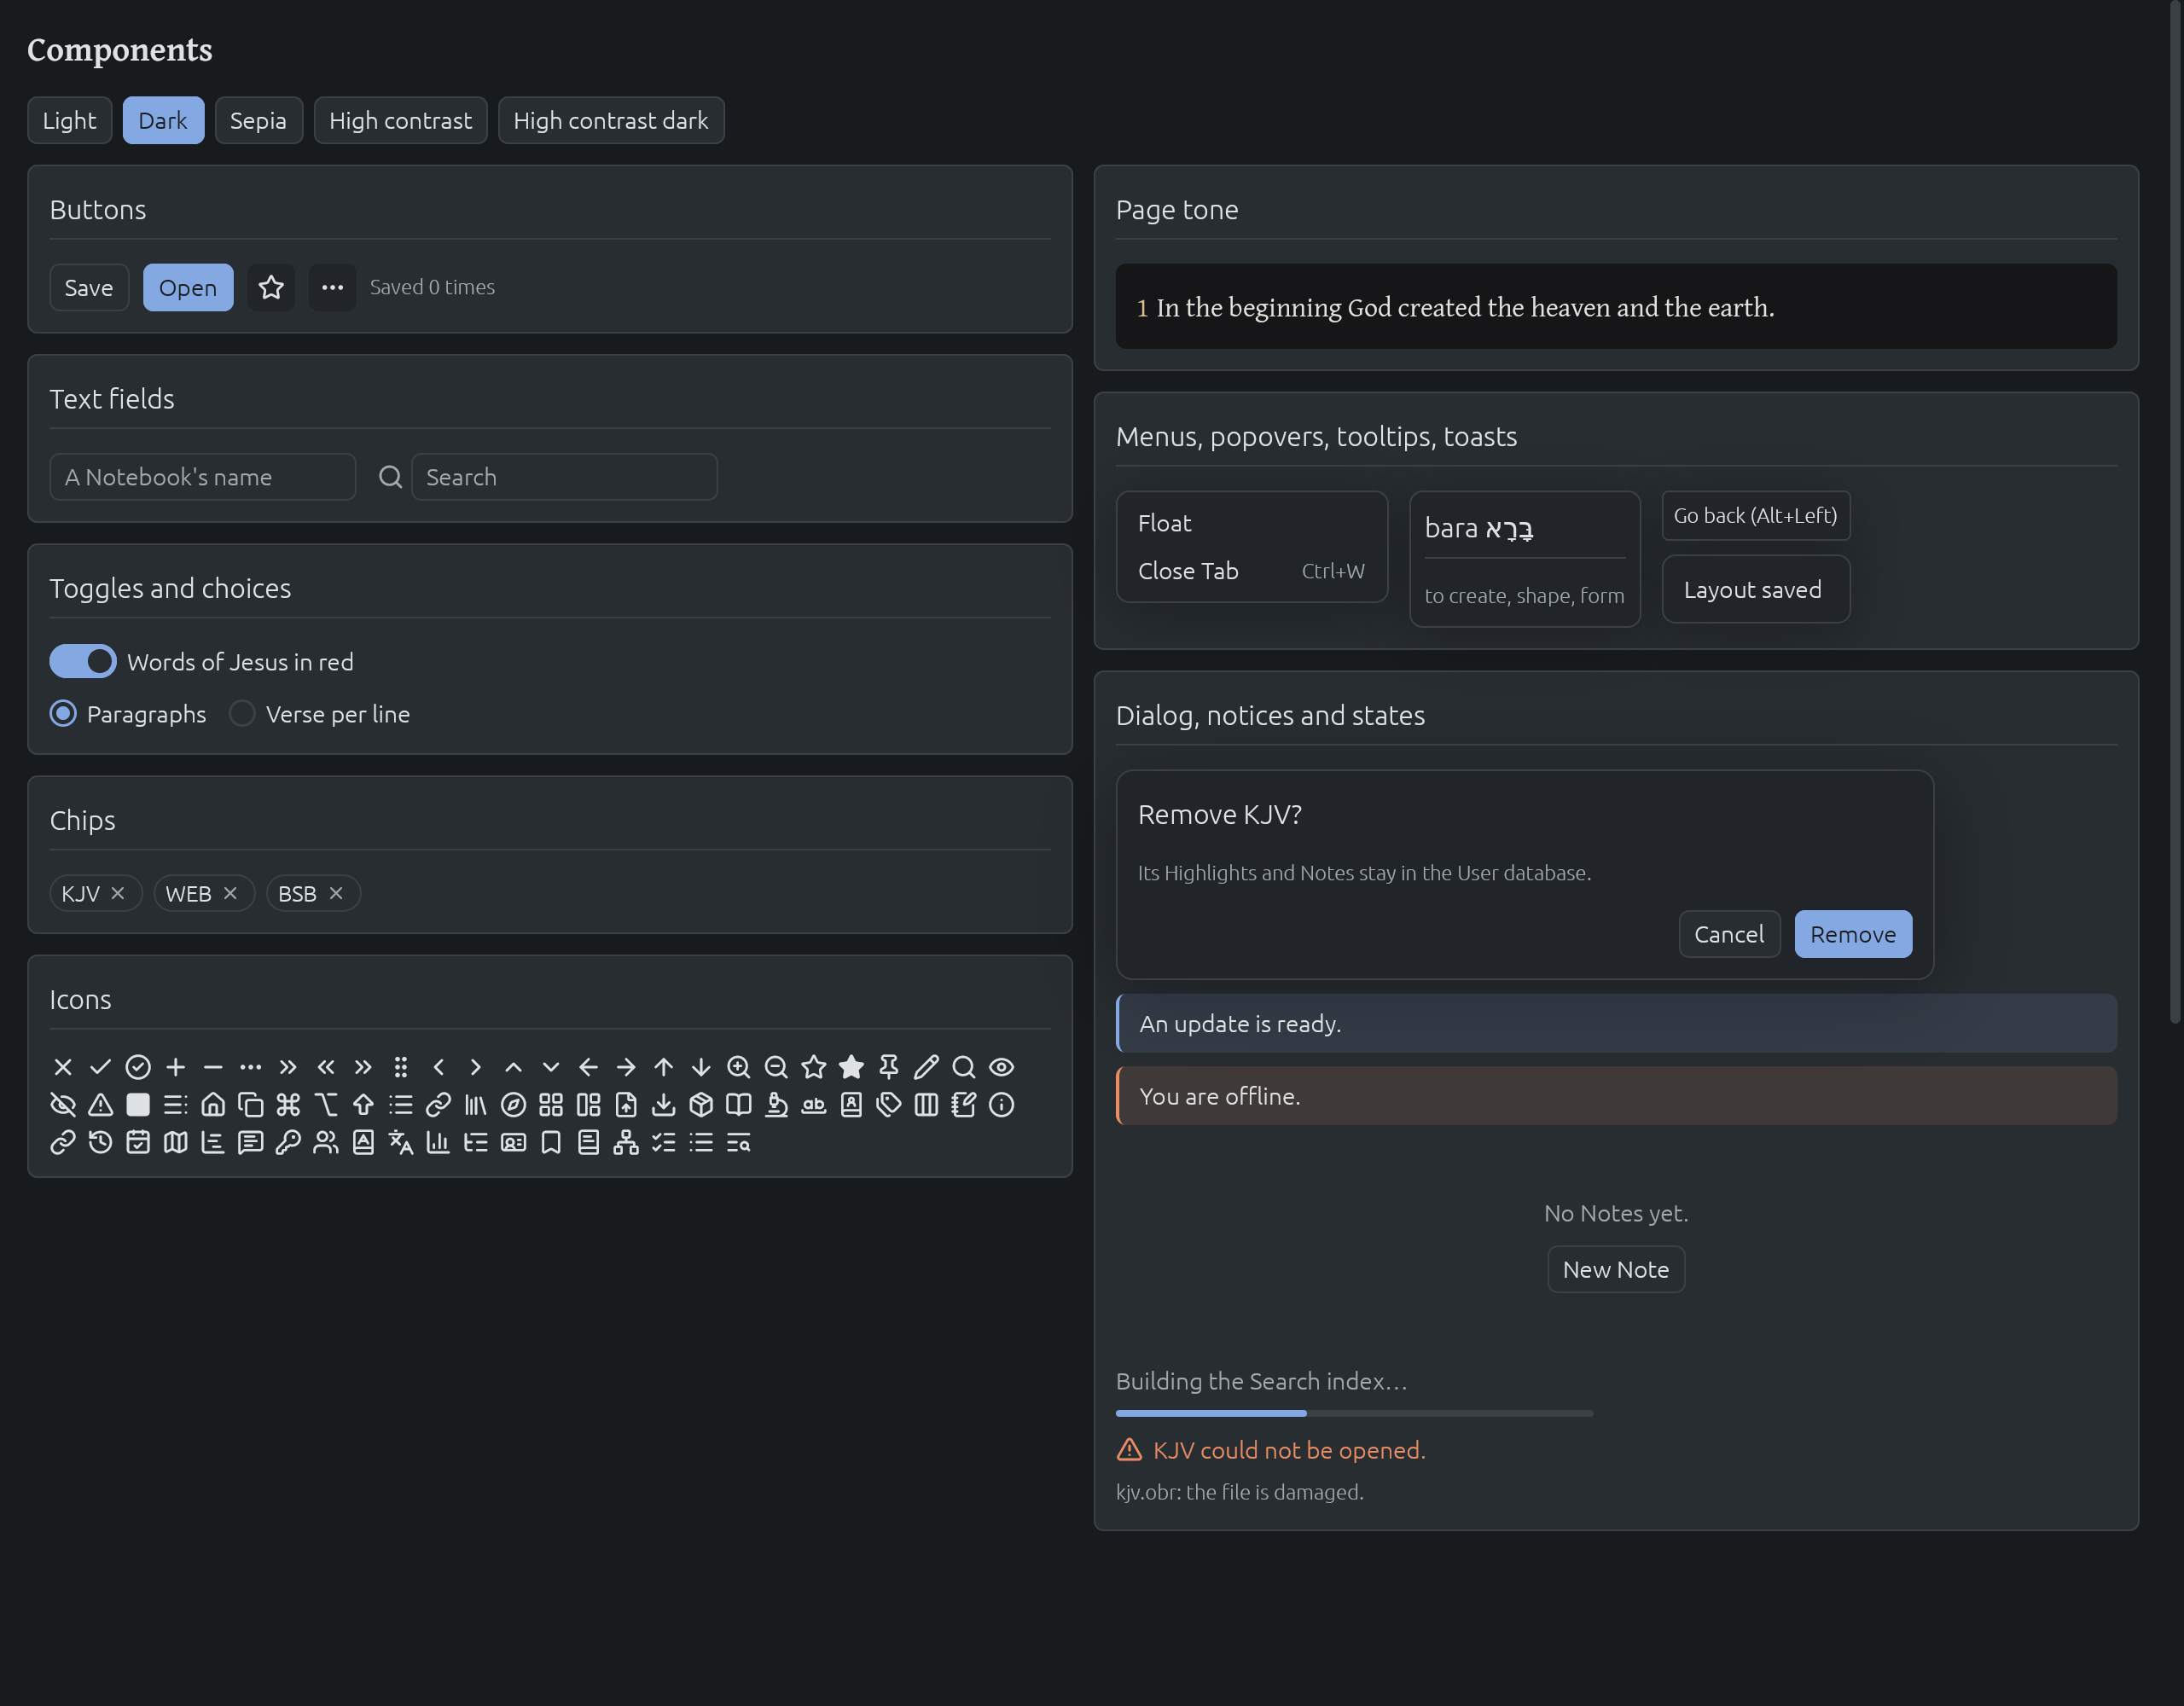 Components
Light Dark Sepia High contrast High contrast dark
Buttons
Save Open Saved 0 times
Text fields
A Notebook's name Search
Toggles and choices
Words of Jesus in red
Paragraphs Verse per line
Chips
KJV WEB BSB
Icons
Page tone
1 In the beginning God created the heaven and the earth.
Menus, popovers, tooltips, toasts
Float
Close Tab Ctrl+W
bara בָּרָא
to create, shape, form
Go back (Alt+Left)
Layout saved
Dialog, notices and states
Remove KJV?
Its Highlights and Notes stay in the User database.
Cancel Remove
An update is ready.
You are offline.
No Notes yet.
New Note
Building the Search index…
KJV could not be opened.
kjv.obr: the file is damaged.